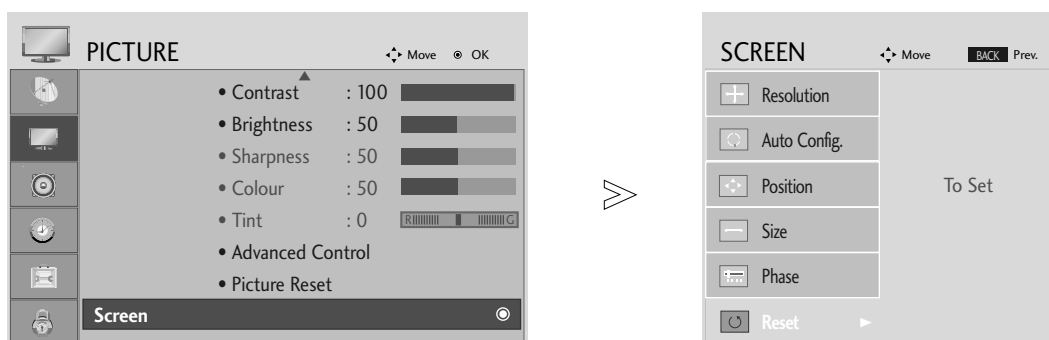 PICTURE Move OK
• Contrast : 100
• Brightness : 50
• Sharpness : 50
• Colour : 50
• Tint : 0 R G
• Advanced Control
• Picture Reset
Screen
SCREEN Move BACK Prev.
Resolution
Auto Config.
Position
To Set
Size
Phase
Reset